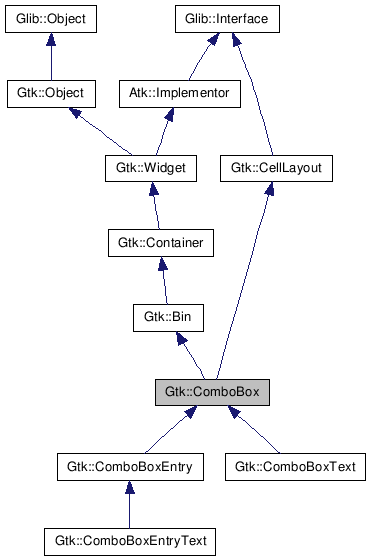 Glib::Object
Glib::Interface
Gtk::Object
Atk::Implementor
Gtk::Widget
Gtk::CellLayout
Gtk::Container
Gtk::Bin
Gtk::ComboBox
Gtk::ComboBoxEntry
Gtk::ComboBoxText
Gtk::ComboBoxEntryText